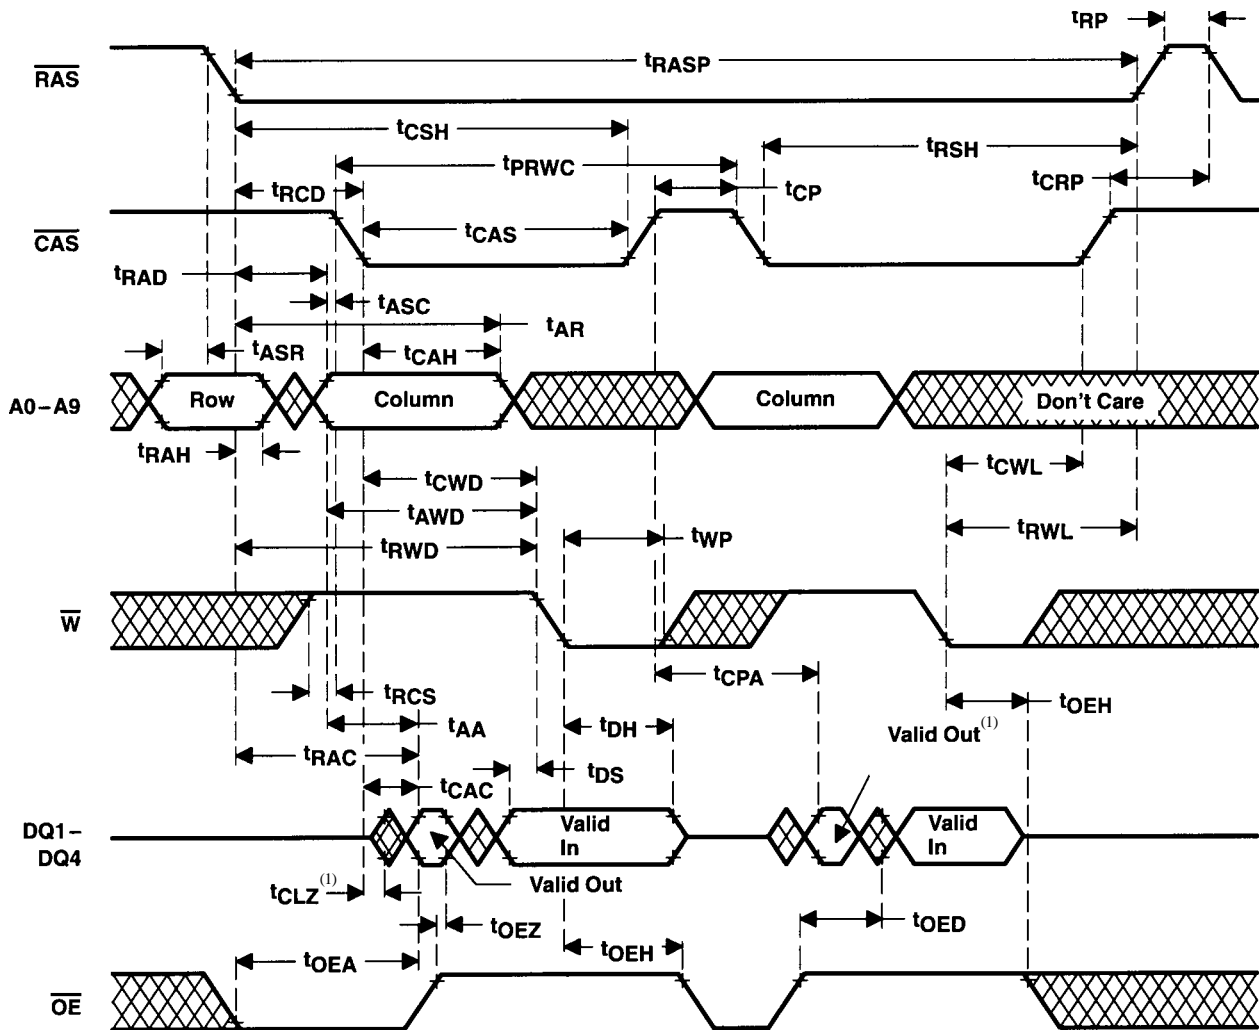 tRP
RAS
tRASP
tCSH
tRSH
tPRWC
tRCD
tCP
tCRP
CAS
tCAS
tRAD
tASC
tAR
tASR
tCAH
A0–A9
Row
Column
Column
Don't Care
tRAH
tCWD
tCWL
tAWD
tRWD
tWP
tRWL
W
tRCS
tCPA
tOEH
tAA
tDH
Valid Out(1)
tRAC
tDS
tCAC
DQ1–
DQ4
Valid
In
Valid
In
tCLZ(1)
Valid Out
tOEZ
tOED
tOEA
tOEH
OE